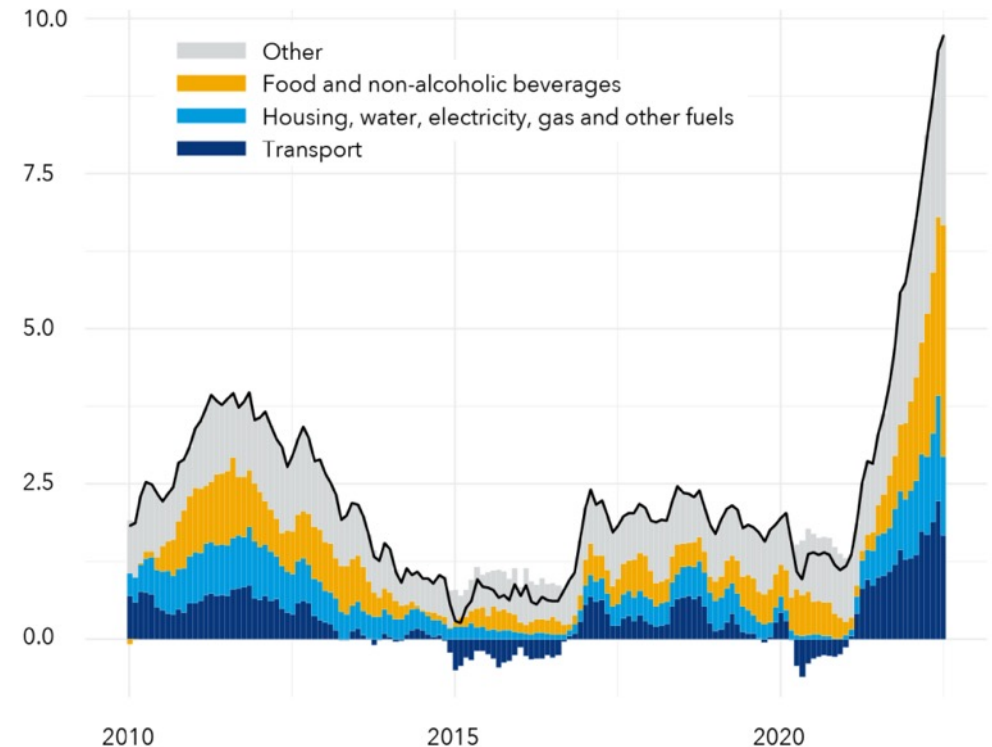 10.0
Other
Food and non-alcoholic beverages
Housing, water, electricity, gas and other fuels
Transport
7.5
5.0
2.5
0.0
2010 2015 2020